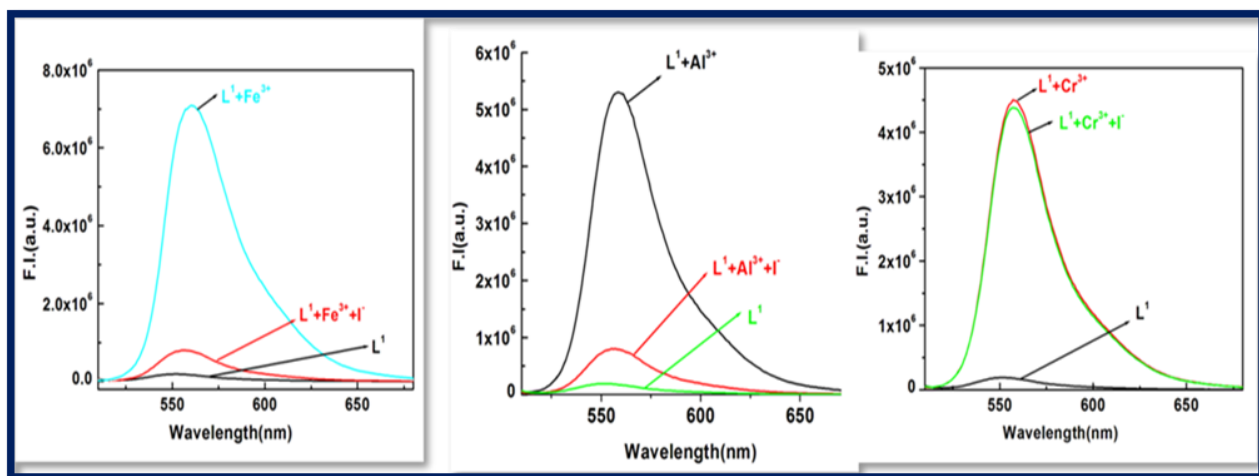 8.0x10⁶
6.0x10⁶
4.0x10⁶
2.0x10⁶
0.0
F.I.(a.u.)
L¹+Fe³⁺
L¹+Fe³⁺+I⁻
L¹
550
600
650
Wavelength(nm)
6x10⁶
5x10⁶
4x10⁶
3x10⁶
2x10⁶
1x10⁶
0
F.I(a.u.)
L¹+Al³⁺
L¹+Al³⁺+I⁻
L¹
550
600
650
Wavelength(nm)
5x10⁶
4x10⁶
3x10⁶
2x10⁶
1x10⁶
0
F.I.(a.u.)
L¹+Cr³⁺
L¹+Cr³⁺+I⁻
L¹
550
600
650
Wavelength(nm)